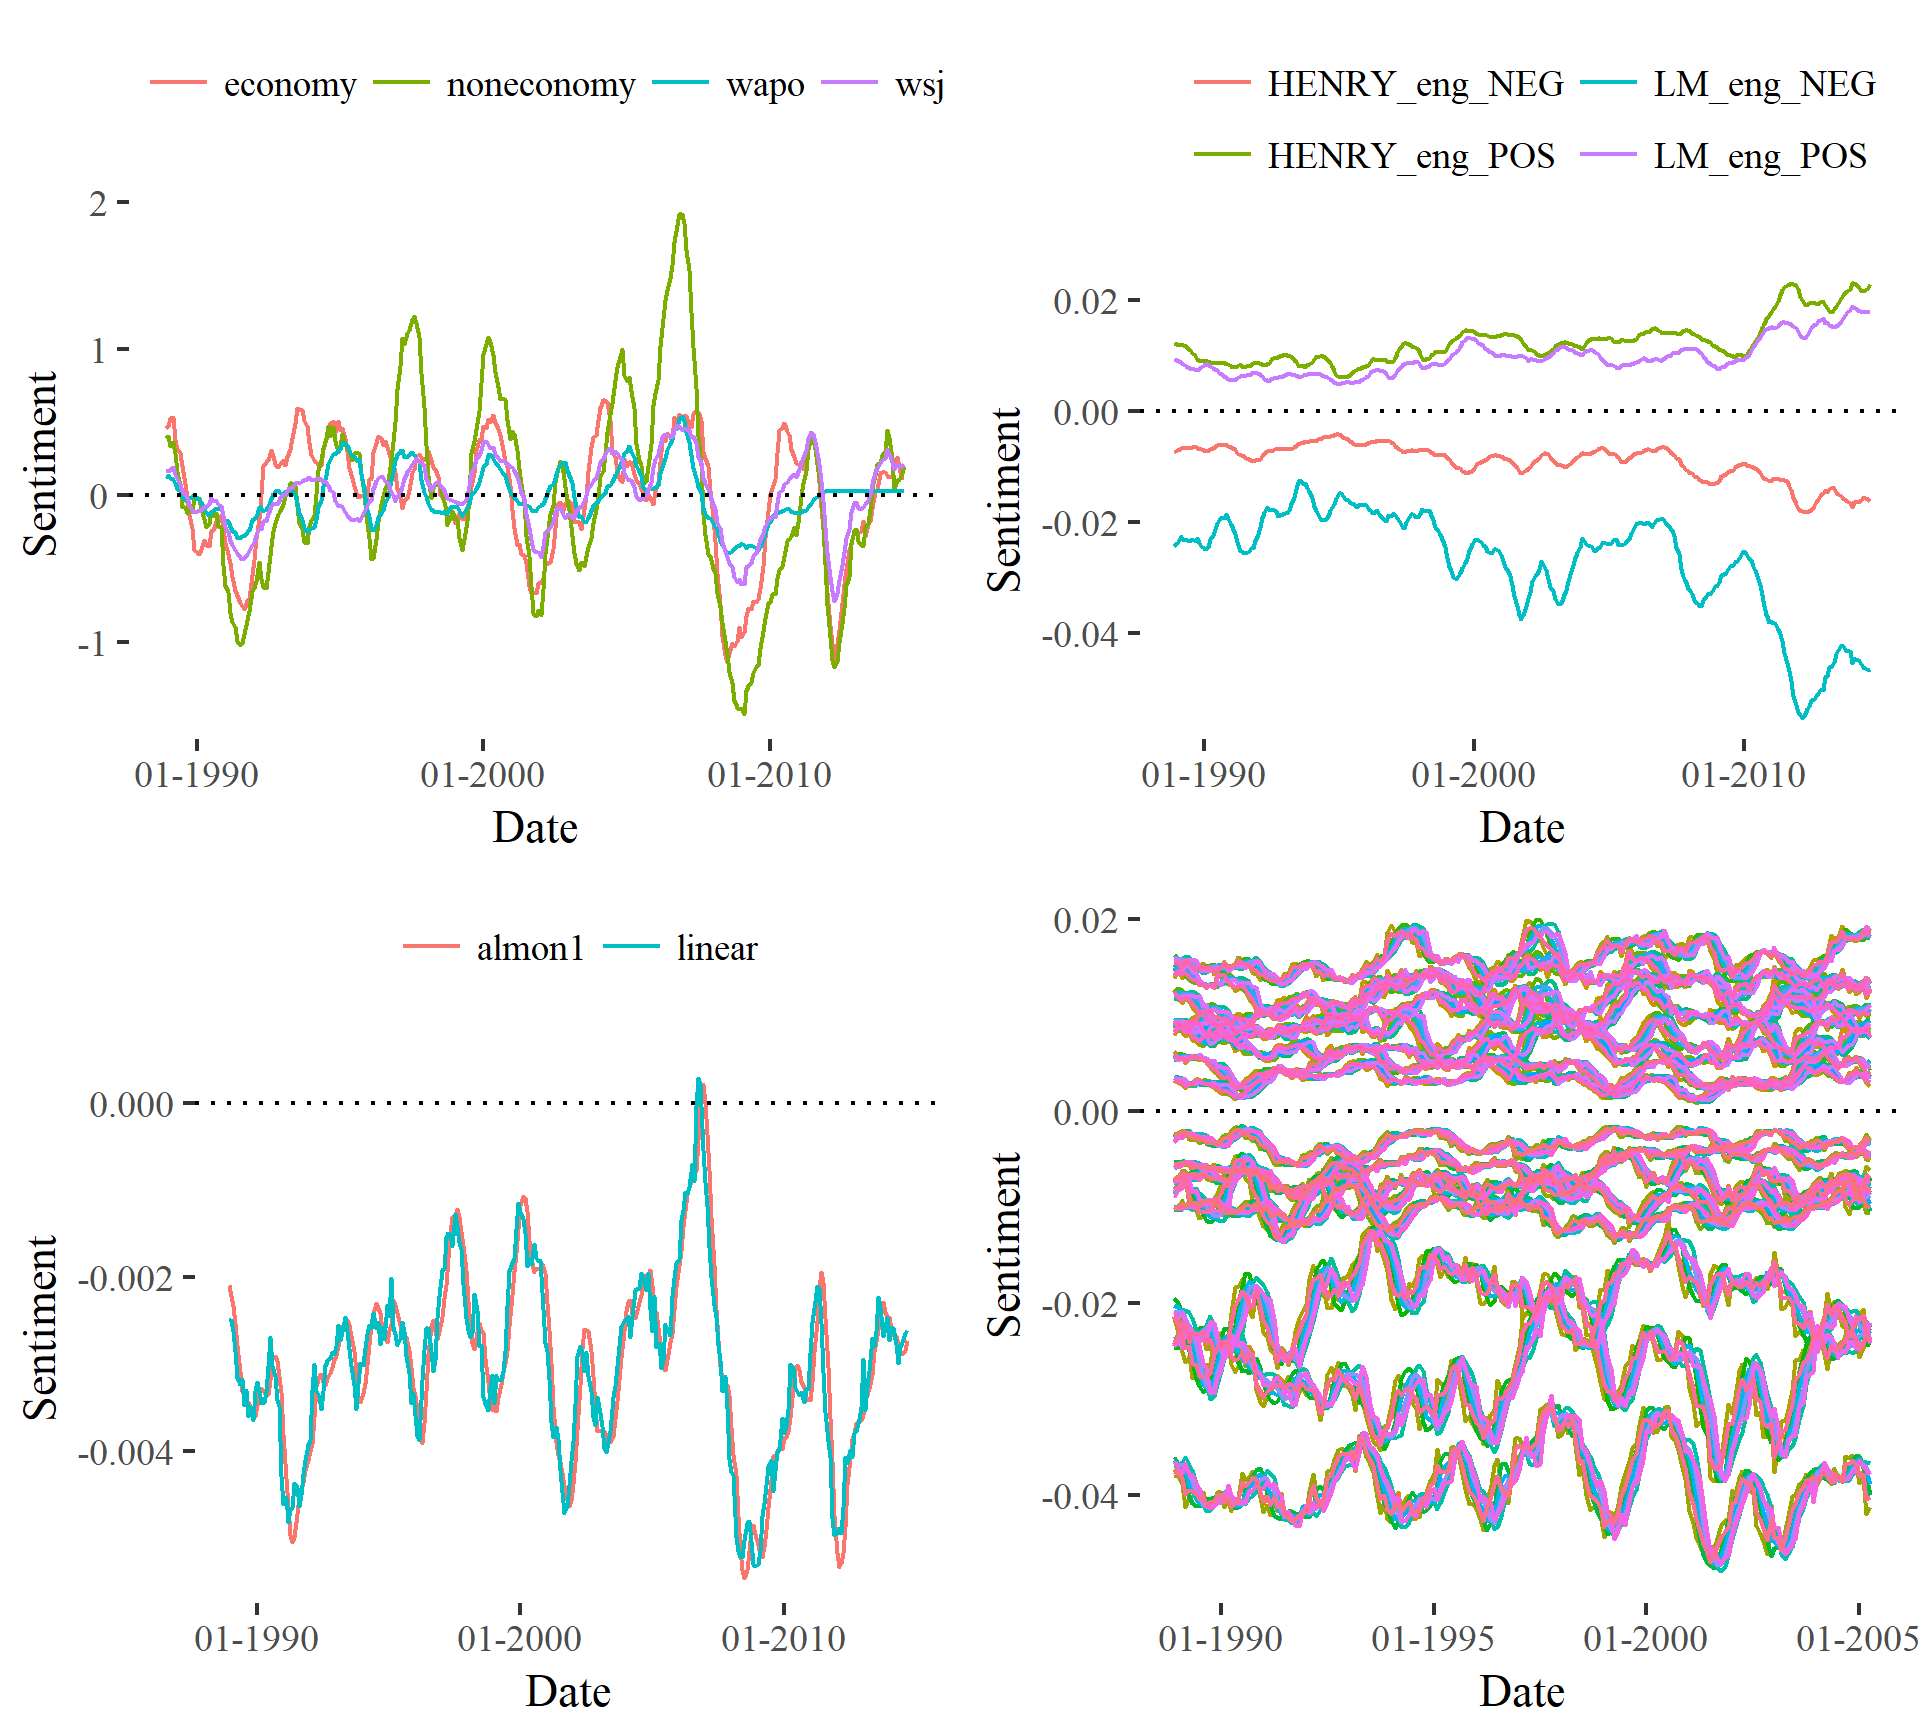 economy noneconomy wapo wsj
2
1
0
-1
Sentiment
01-1990 01-2000 01-2010
Date
HENRY_eng_NEG LM_eng_NEG
HENRY_eng_POS LM_eng_POS
0.02
0.00
-0.02
-0.04
Sentiment
01-1990 01-2000 01-2010
Date
almon1 linear
0.000
-0.002
-0.004
Sentiment
01-1990 01-2000 01-2010
Date
0.02
0.00
-0.02
-0.04
Sentiment
01-1990 01-1995 01-2000 01-2005
Date